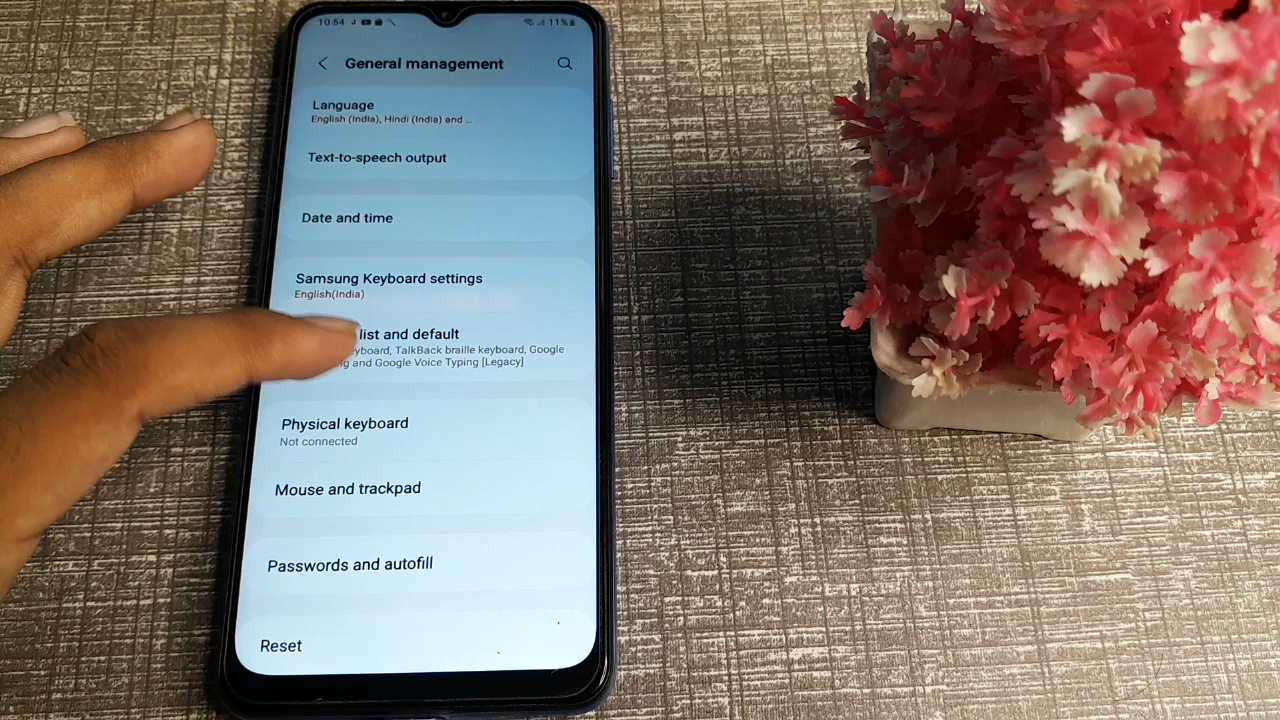 10:54 11%
General management
Language
English (India), Hindi (India) and ...
Text-to-speech output
Date and time
Samsung Keyboard settings
English(India)
list and default
eyboard, TalkBack braille keyboard, Google
and Google Voice Typing [Legacy]
Physical keyboard
Not connected
Mouse and trackpad
Passwords and autofill
Reset